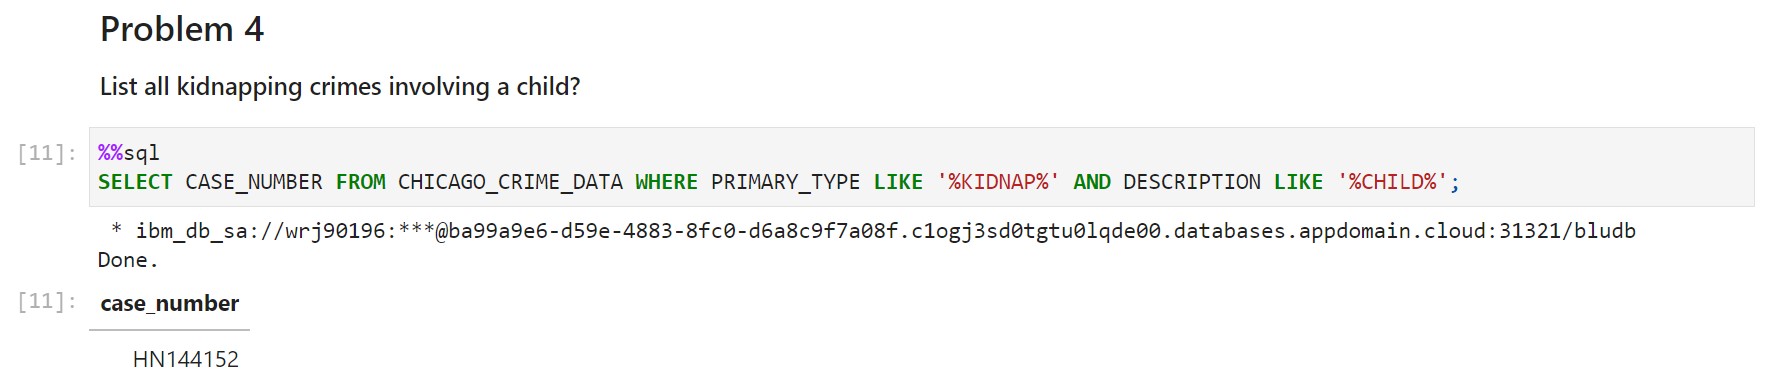 Problem 4
List all kidnapping crimes involving a child?
[11]: %%sql
SELECT CASE_NUMBER FROM CHICAGO_CRIME_DATA WHERE PRIMARY_TYPE LIKE '%KIDNAP%' AND DESCRIPTION LIKE '%CHILD%';
* ibm_db_sa://wrj90196:***@ba99a9e6-d59e-4883-8fc0-d6a8c9f7a08f.c1ogj3sd0tgtu0lqde00.databases.appdomain.cloud:31321/bludb
Done.
[11]: case_number
HN144152